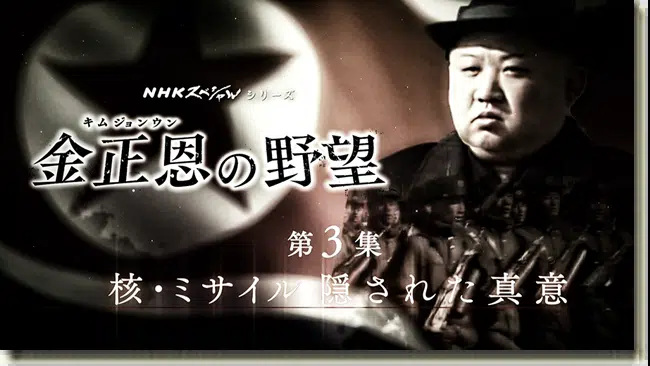 NHKスペシャル シリーズ
キムジョンウン
金正恩の野望
第3集
核・ミサイル 隠された真意